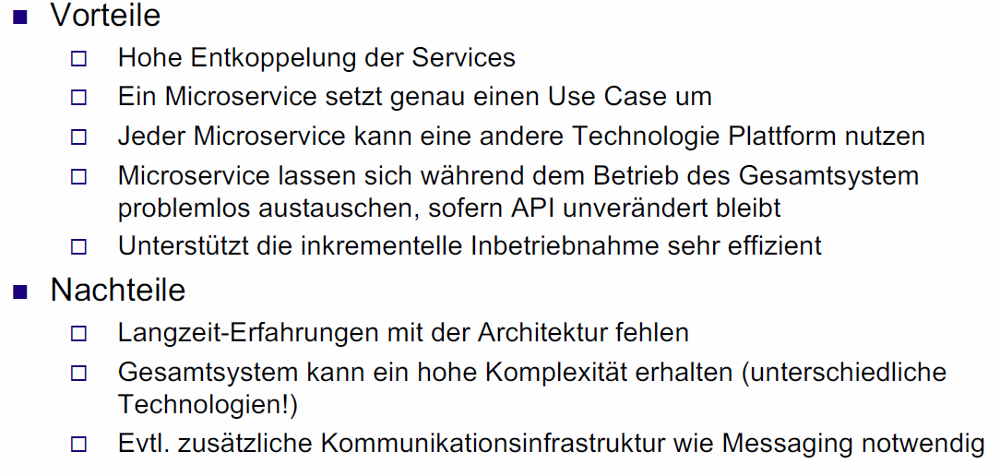 Vorteile
Hohe Entkoppelung der Services
Ein Microservice setzt genau einen Use Case um
Jeder Microservice kann eine andere Technologie Plattform nutzen
Microservice lassen sich während dem Betrieb des Gesamtsystem
problemlos austauschen, sofern API unverändert bleibt
Unterstützt die inkrementelle Inbetriebnahme sehr effizient
Nachteile
Langzeit-Erfahrungen mit der Architektur fehlen
Gesamtsystem kann ein hohe Komplexität erhalten (unterschiedliche
Technologien!)
Evtl. zusätzliche Kommunikationsinfrastruktur wie Messaging notwendig